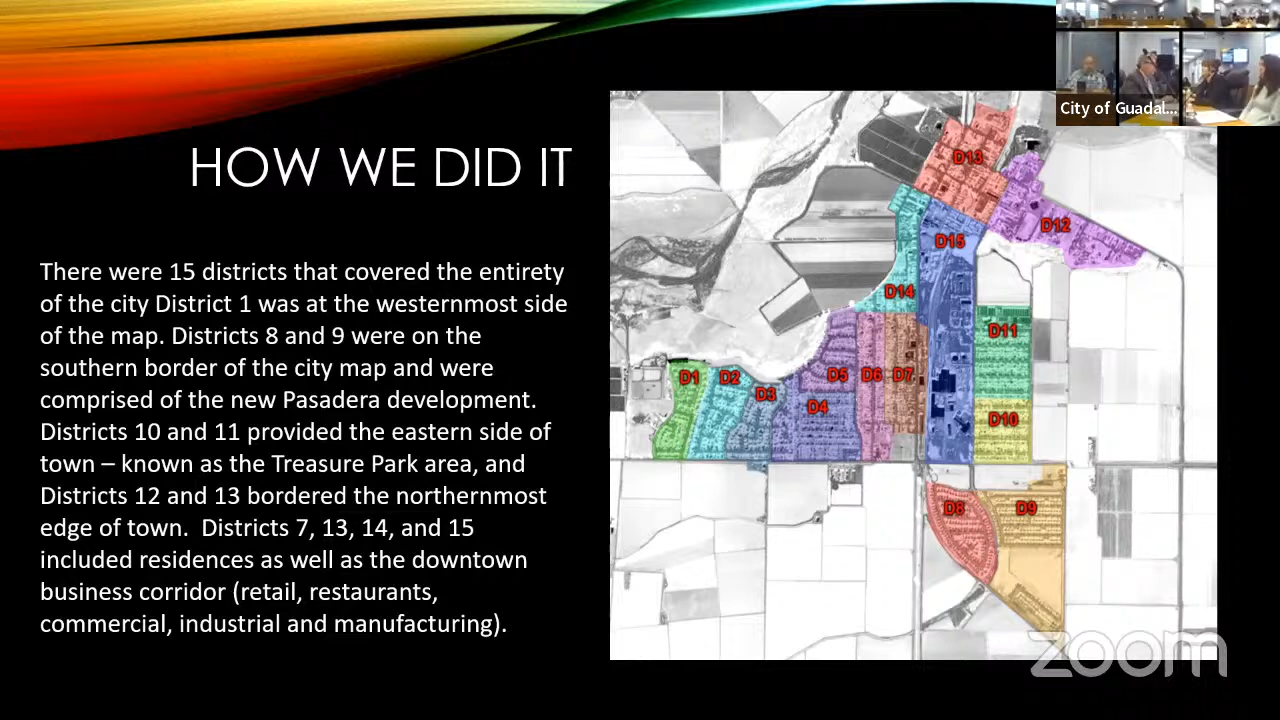 City of Guadal...
HOW WE DID IT
There were 15 districts that covered the entirety
of the city District 1 was at the westernmost side
of the map. Districts 8 and 9 were on the
southern border of the city map and were
comprised of the new Pasadera development.
Districts 10 and 11 provided the eastern side of
town – known as the Treasure Park area, and
Districts 12 and 13 bordered the northernmost
edge of town.  Districts 7, 13, 14, and 15
included residences as well as the downtown
business corridor (retail, restaurants,
commercial, industrial and manufacturing).
D13
D12
D15
D14
D11
D1
D2
D3
D5
D6
D7
D4
D10
D8
D9
zoom